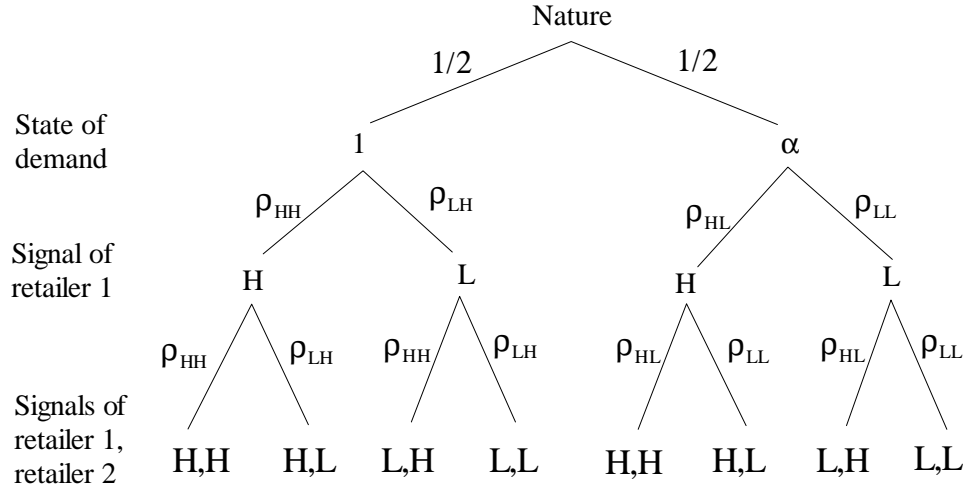 Nature
1/2 1/2
State of
demand
1 α
ρHH ρLH ρHL ρLL
Signal of
retailer 1
H L H L
ρHH ρLH ρHH ρLH ρHL ρLL ρHL ρLL
Signals of
retailer 1,
retailer 2
H,H H,L L,H L,L H,H H,L L,H L,L